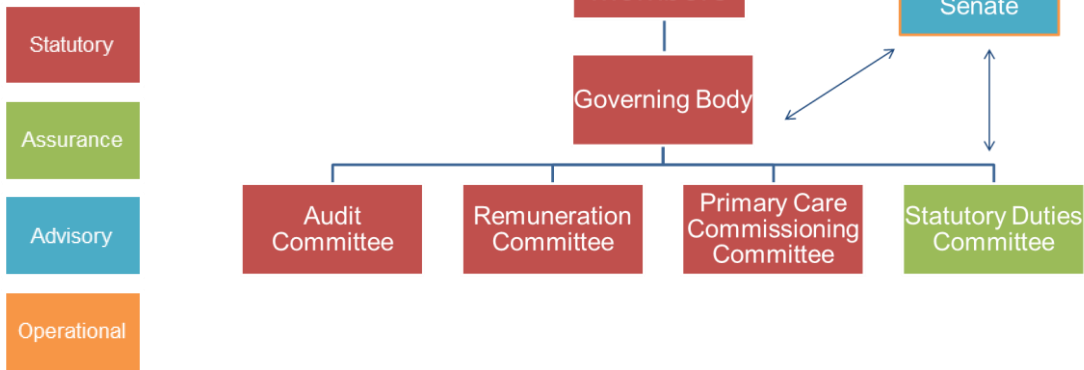 Senate
Statutory
Governing Body
Assurance
Audit
Committee
Remuneration
Committee
Primary Care
Commissioning
Committee
Statutory Duties
Committee
Advisory
Operational